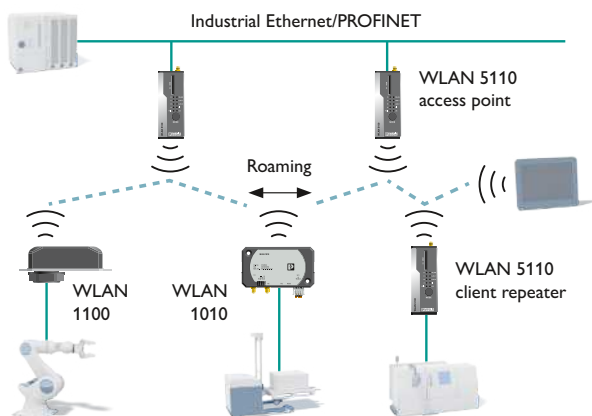 Industrial Ethernet/PROFINET
WLAN 5110
access point
Roaming
WLAN
1100
WLAN
1010
WLAN 5110
client repeater